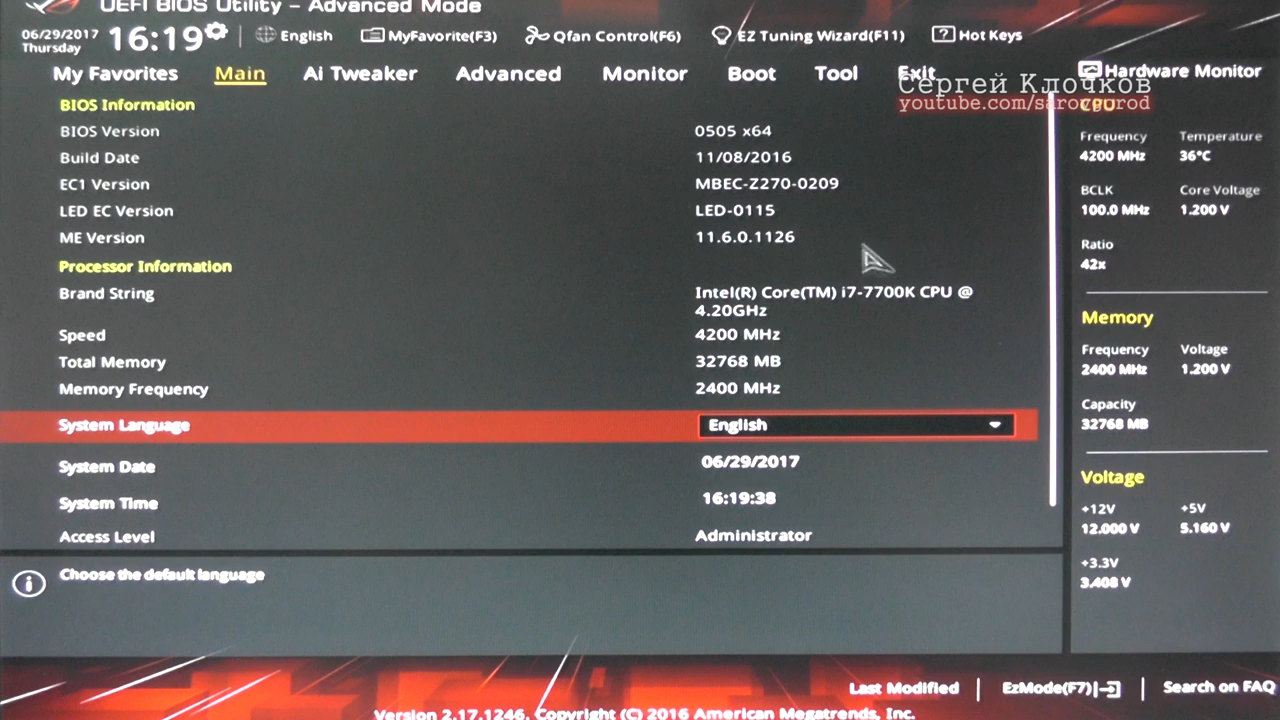 UEFI BIOS Utility – Advanced Mode
06/29/2017
Thursday
16:19
English
MyFavorite(F3)
Qfan Control(F6)
EZ Tuning Wizard(F11)
Hot Keys
My Favorites
Main
Ai Tweaker
Advanced
Monitor
Boot
Tool
Exit
Сергей Клочков
youtube.com/sarovgorod
Hardware Monitor
BIOS Information
BIOS Version 0505 x64
Build Date 11/08/2016
EC1 Version MBEC-Z270-0209
LED EC Version LED-0115
ME Version 11.6.0.1126
Processor Information
Brand String Intel(R) Core(TM) i7-7700K CPU @
4.20GHz
Speed 4200 MHz
Total Memory 32768 MB
Memory Frequency 2400 MHz
System Language English
System Date 06/29/2017
System Time 16:19:38
Access Level Administrator
Choose the default language
CPU
Frequency Temperature
4200 MHz 36°C
BCLK Core Voltage
100.0 MHz 1.200 V
Ratio
42x
Memory
Frequency Voltage
2400 MHz 1.200 V
Capacity
32768 MB
Voltage
+12V +5V
12.000 V 5.160 V
+3.3V
3.408 V
Last Modified
EzMode(F7)
Search on FAQ
Version 2.17.1246. Copyright (C) 2016 American Megatrends, Inc.